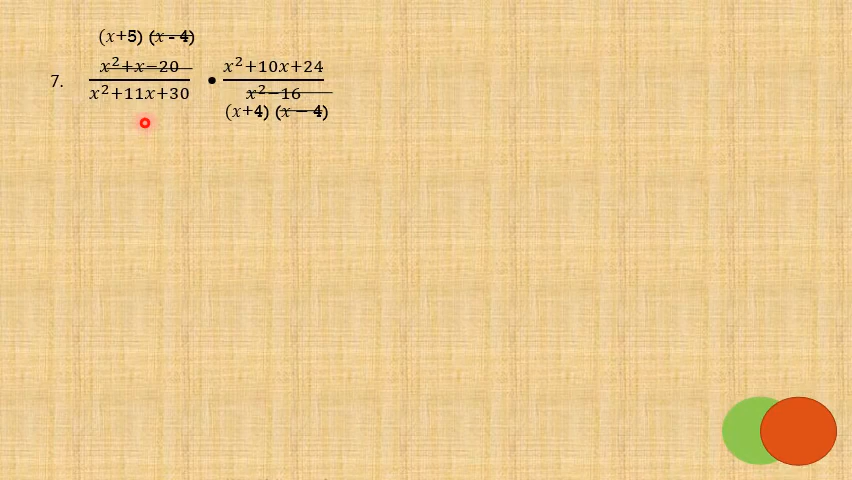 (x+5) (x - 4)
7. x²+x−20 / x²+11x+30 • x²+10x+24 / x²−16
(x+4) (x − 4)